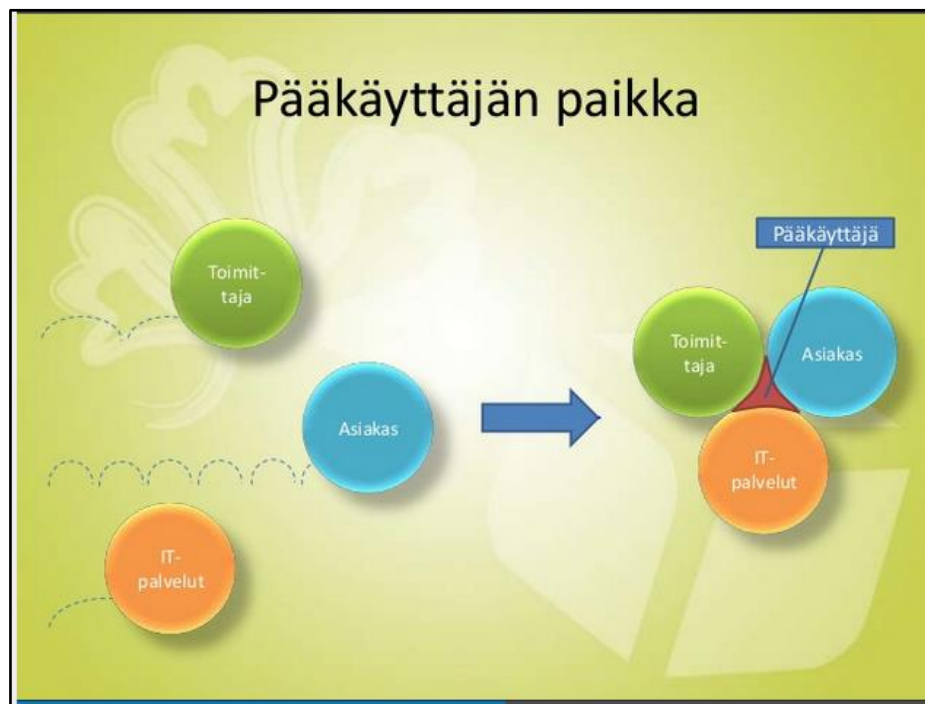 Pääkäyttäjän paikka
Toimit-
taja
Asiakas
IT-
palvelut
Pääkäyttäjä
Toimit-
taja
Asiakas
IT-
palvelut